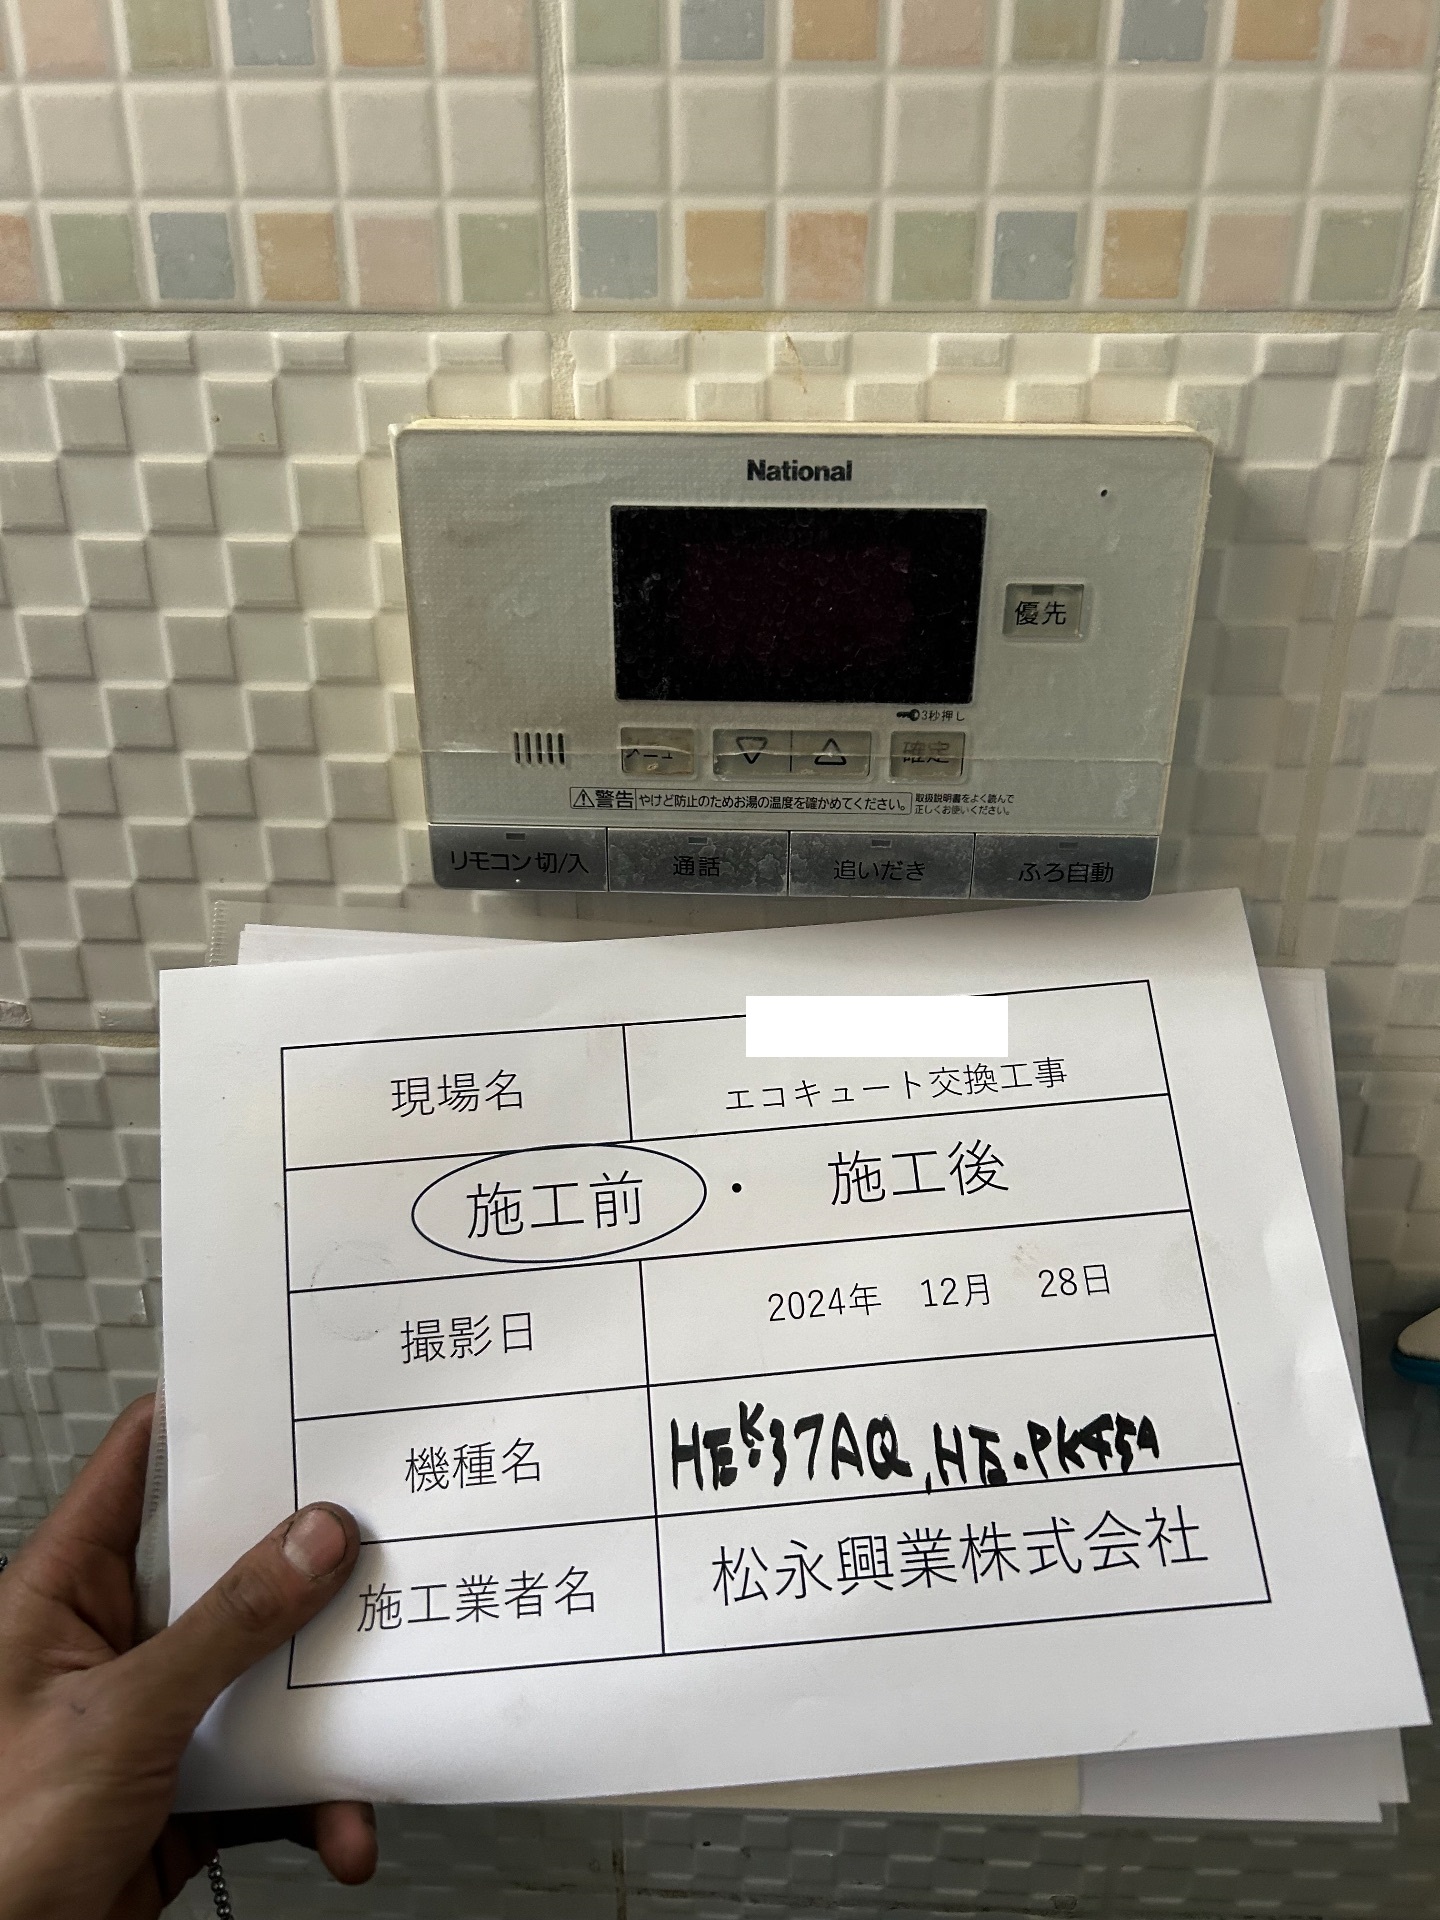 National
優先
3秒押し
メニュー
確定
警告 やけど防止のためお湯の温度を確かめてください。
取扱説明書をよく読んで
正しくお使いください。
リモコン切/入 通話 追いだき ふろ自動
現場名 エコキュート交換工事
施工前 ・ 施工後
撮影日 2024年 12月 28日
機種名
施工業者名 松永興業株式会社